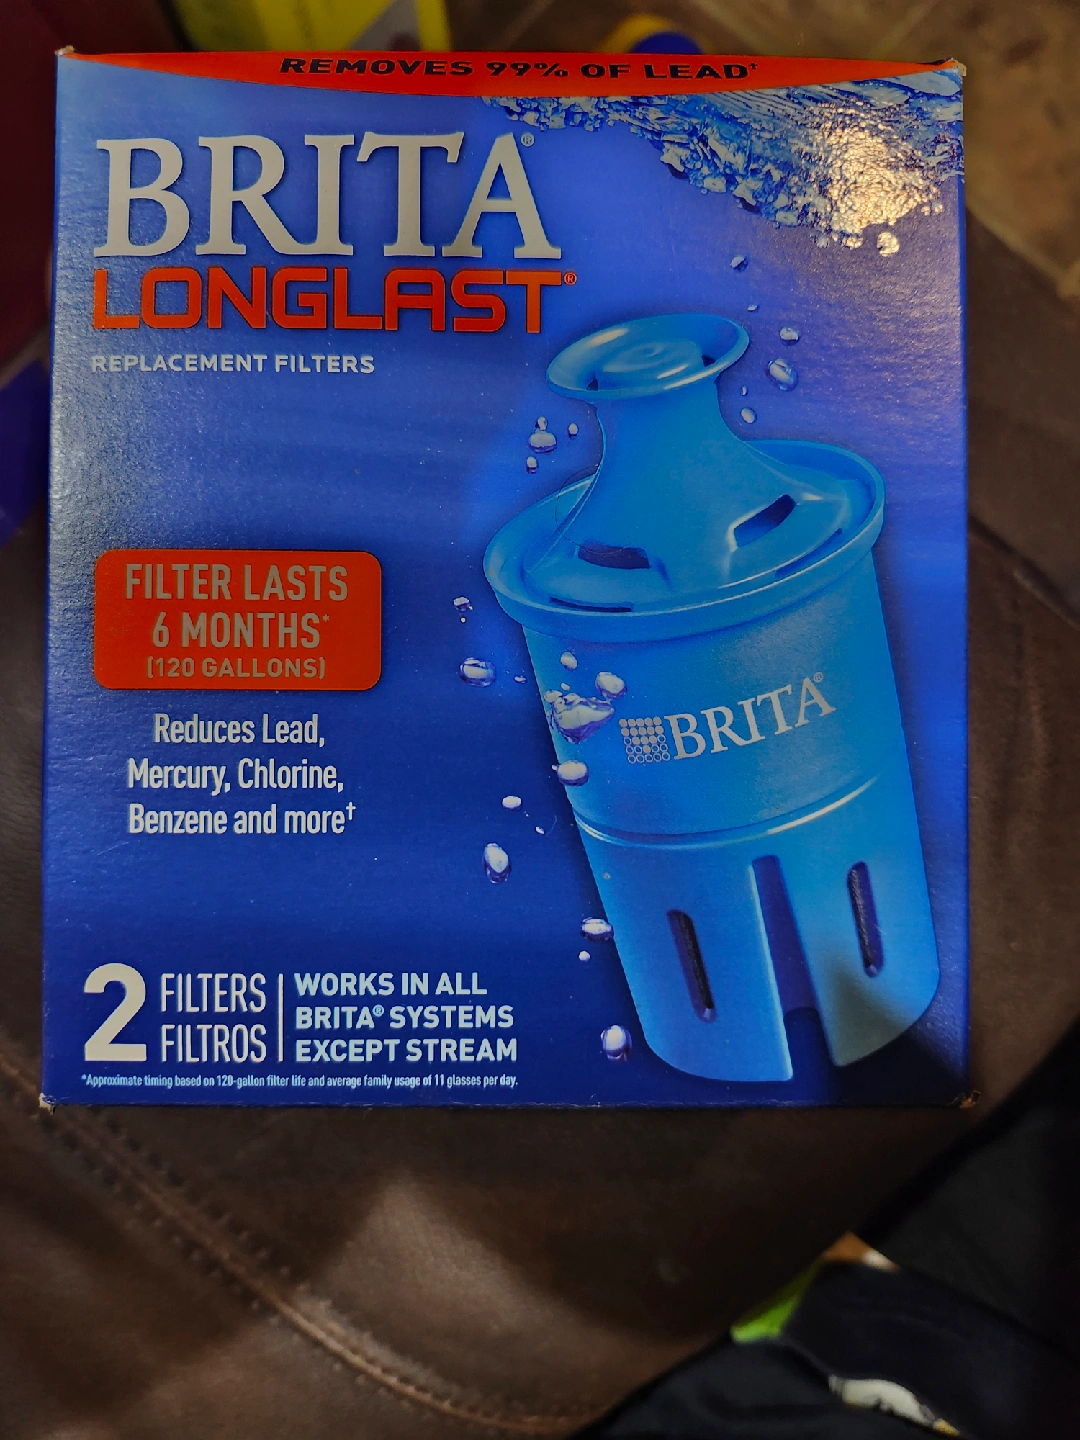 REMOVES 99% OF LEAD†
BRITA®
LONGLAST®
REPLACEMENT FILTERS
FILTER LASTS
6 MONTHS*
(120 GALLONS)
Reduces Lead,
Mercury, Chlorine,
Benzene and more†
BRITA®
2 FILTERS
FILTROS
WORKS IN ALL
BRITA® SYSTEMS
EXCEPT STREAM
*Approximate timing based on 120-gallon filter life and average family usage of 11 glasses per day.